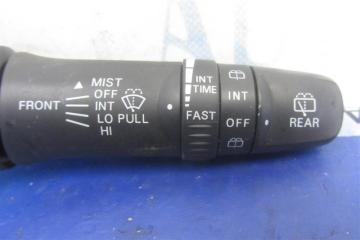 MIST
OFF
FRONT INT
LO PULL
HI
INT
TIME
FAST
INT
OFF
REAR